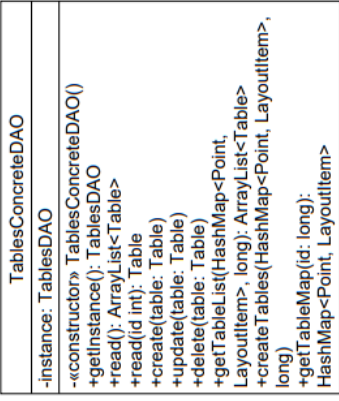 TablesConcreteDAO
-instance: TablesDAO
-«constructor» TablesConcreteDAO()
+getInstance(): TablesDAO
+read(): ArrayList<Table>
+read(id int): Table
+create(table: Table)
+update(table: Table)
+delete(table: Table)
+getTableList(HashMap<Point,
LayoutItem>, long): ArrayList<Table>
+createTables(HashMap<Point, LayoutItem>,
long)
+getTableMap(id: long):
HashMap<Point, LayoutItem>